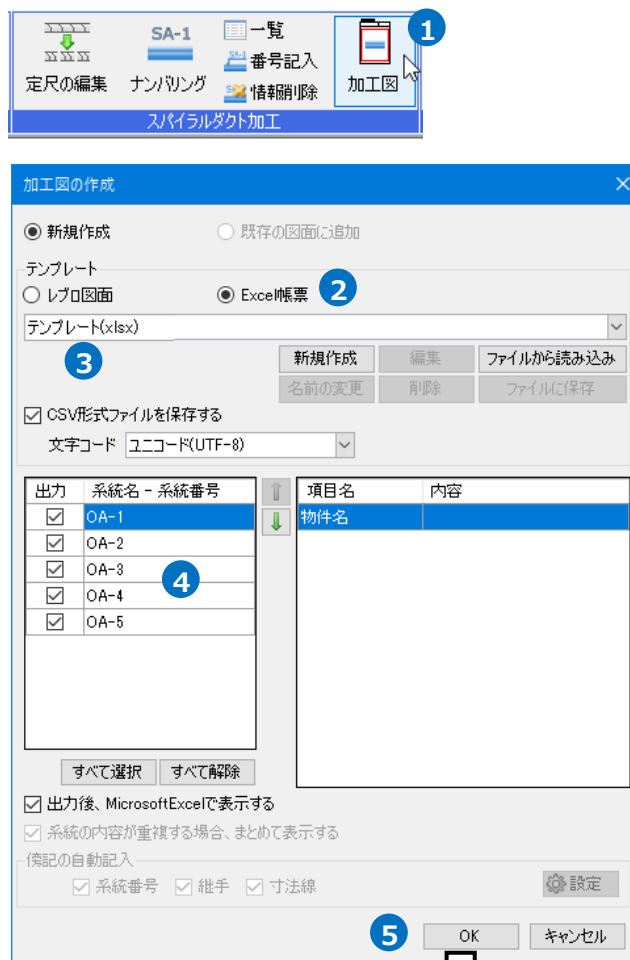 1
SA-1
一覧
番号記入
情報削除
定尺の編集
ナンバリング
加工図
スパイラルダクト加工
加工図の作成
新規作成
既存の図面に追加
テンプレート
レブロ図面
Excel帳票
2
テンプレート(xlsx)
3
新規作成
編集
ファイルから読み込み
名前の変更
削除
ファイルに保存
CSV形式ファイルを保存する
文字コード
ユニコード(UTF-8)
出力
系統名 - 系統番号
項目名
内容
OA-1
物件名
OA-2
OA-3
4
OA-4
OA-5
すべて選択
すべて解除
出力後、MicrosoftExcelで表示する
系統の内容が重複する場合、まとめて表示する
傍記の自動記入
系統番号
継手
寸法線
設定
5
OK
キャンセル